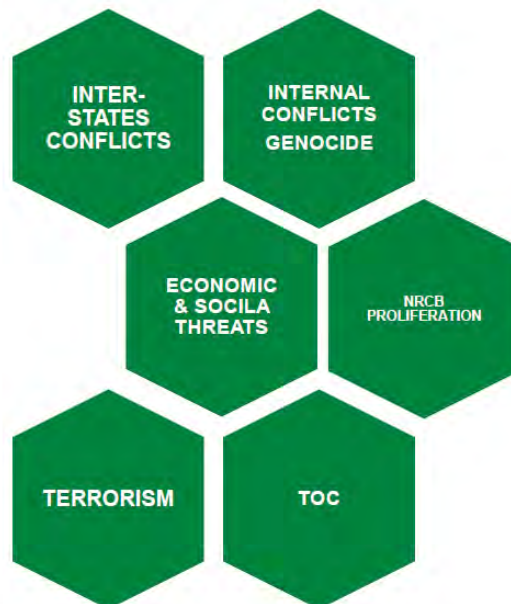 INTER-
STATES
CONFLICTS
INTERNAL
CONFLICTS
GENOCIDE
ECONOMIC
& SOCILA
THREATS
NRCB
PROLIFERATION
TERRORISM
TOC